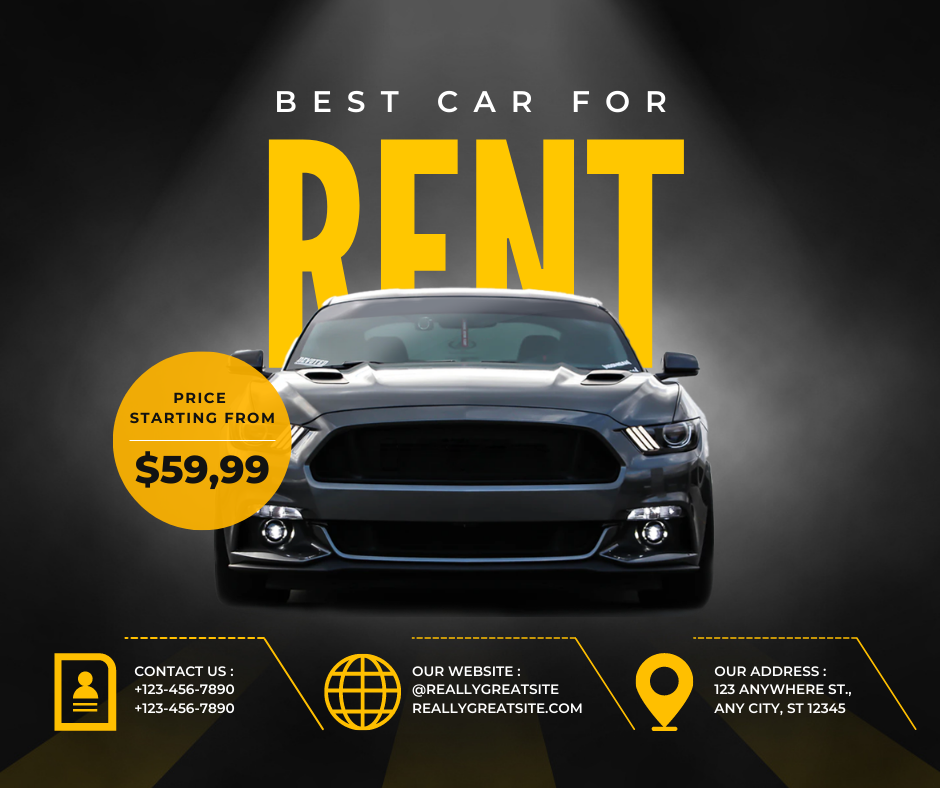 BEST CAR FOR
RENT
PRICE
STARTING FROM
$59,99
CONTACT US :
+123-456-7890
+123-456-7890
OUR WEBSITE :
@REALLYGREATSITE
REALLYGREATSITE.COM
OUR ADDRESS :
123 ANYWHERE ST.,
ANY CITY, ST 12345